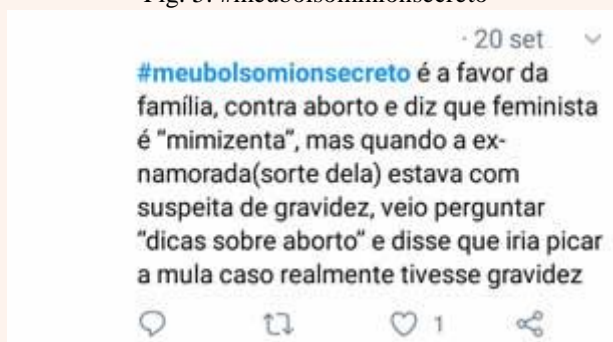 Fig. 3: #meubolsominionsecreto
· 20 set
#meubolsomionsecreto é a favor da
família, contra aborto e diz que feminista
é “mimizenta”, mas quando a ex-
namorada(sorte dela) estava com
suspeita de gravidez, veio perguntar
“dicas sobre aborto” e disse que iria picar
a mula caso realmente tivesse gravidez
1